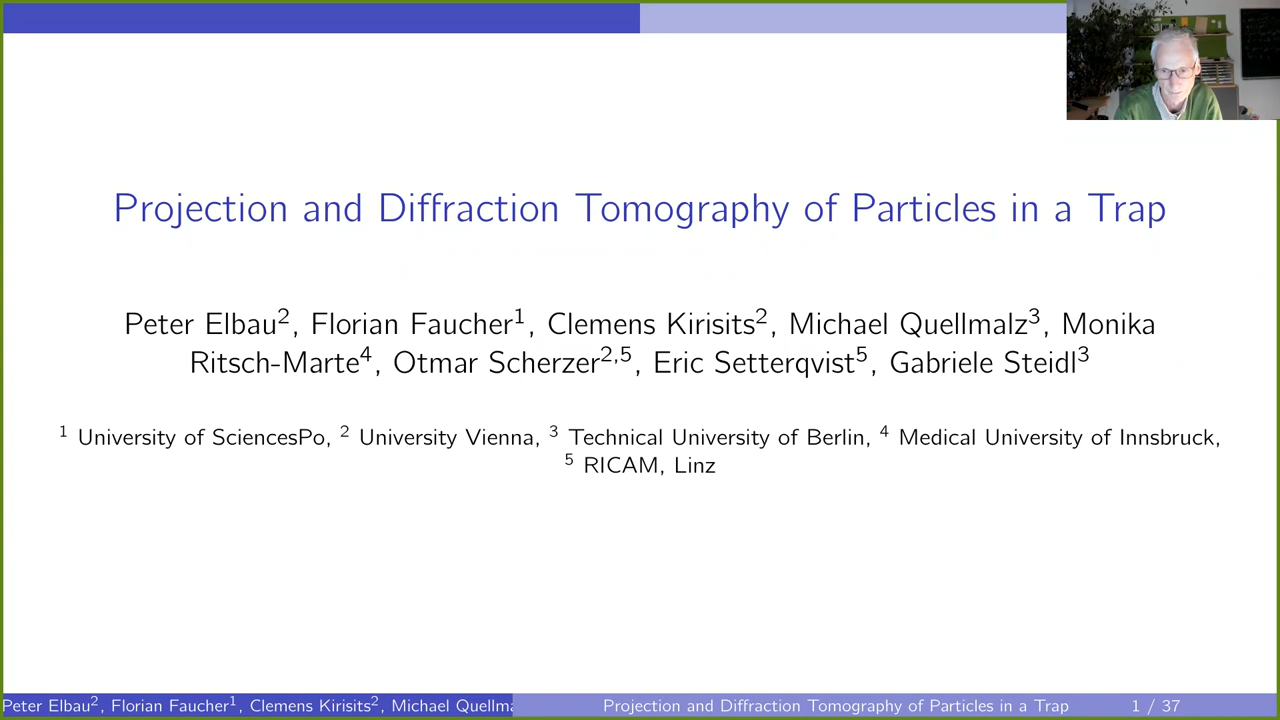 Projection and Diffraction Tomography of Particles in a Trap
Peter Elbau², Florian Faucher¹, Clemens Kirisits², Michael Quellmalz³, Monika
Ritsch-Marte⁴, Otmar Scherzer²,⁵, Eric Setterqvist⁵, Gabriele Steidl³
¹ University of SciencesPo, ² University Vienna, ³ Technical University of Berlin, ⁴ Medical University of Innsbruck,
⁵ RICAM, Linz
Peter Elbau², Florian Faucher¹, Clemens Kirisits², Michael Quellma
Projection and Diffraction Tomography of Particles in a Trap
1 / 37